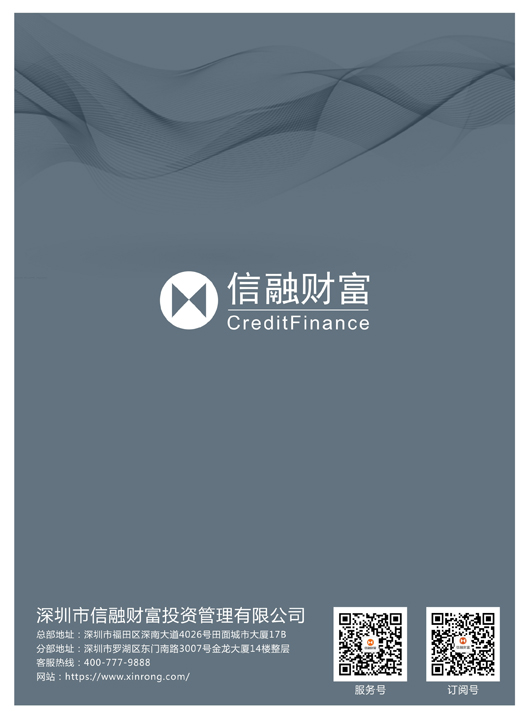 信融财富
CreditFinance
深圳市信融财富投资管理有限公司
总部地址：深圳市福田区深南大道4026号田面城市大厦17B
分部地址：深圳市罗湖区东门南路3007号金龙大厦14楼整层
客服热线：400-777-9888
网站：https://www.xinrong.com/
服务号
订阅号